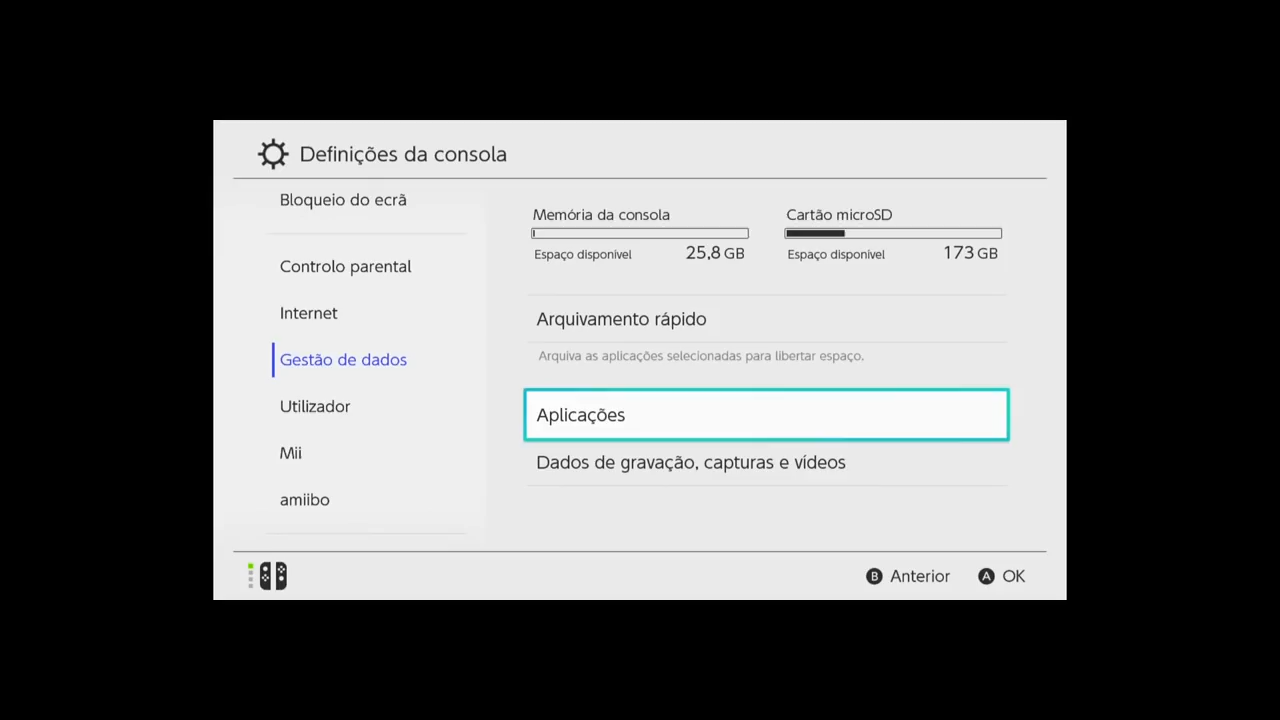 Definições da consola
Bloqueio do ecrã
Controlo parental
Internet
Gestão de dados
Utilizador
Mii
amiibo
Memória da consola
Espaço disponível 25,8 GB
Cartão microSD
Espaço disponível 173 GB
Arquivamento rápido
Arquiva as aplicações selecionadas para libertar espaço.
Aplicações
Dados de gravação, capturas e vídeos
B Anterior A OK